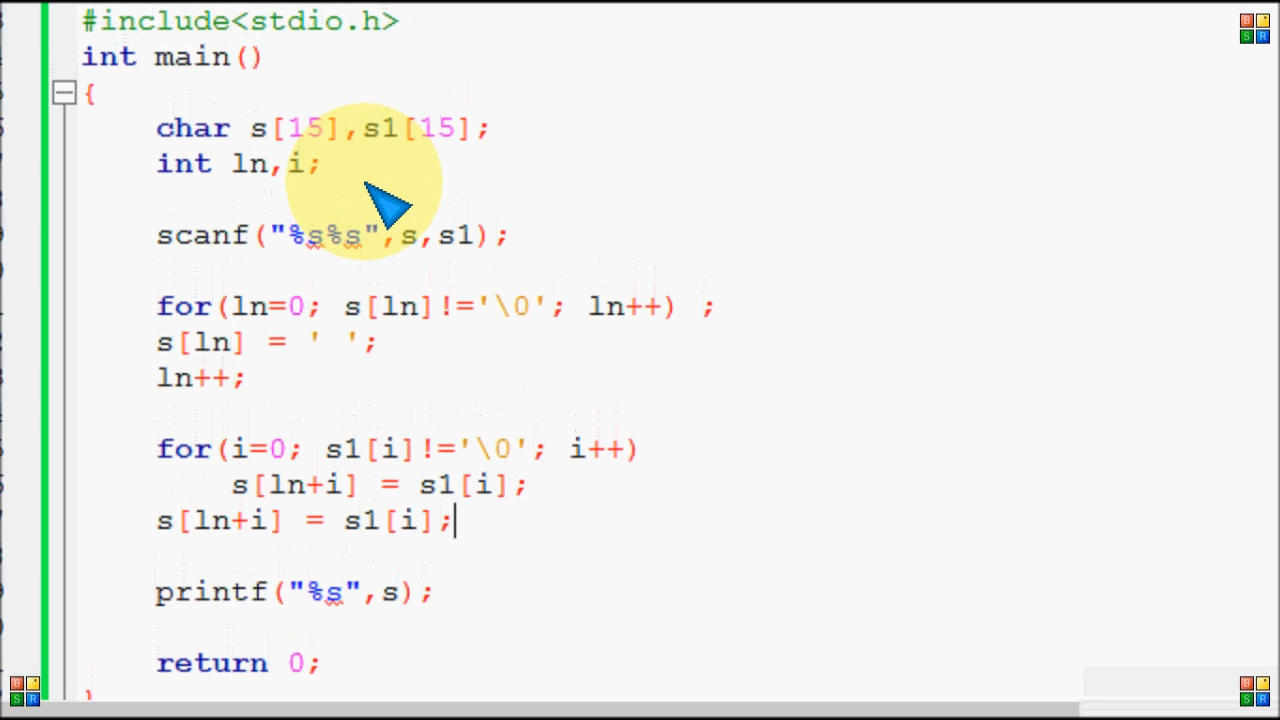 #include<stdio.h>
int main()
{
char s[15],s1[15];
int ln,i;
scanf("%s%s",s,s1);
for(ln=0; s[ln]!='\0'; ln++) ;
s[ln] = ' ';
ln++;
for(i=0; s1[i]!='\0'; i++)
s[ln+i] = s1[i];
s[ln+i] = s1[i];
printf("%s",s);
return 0;
}